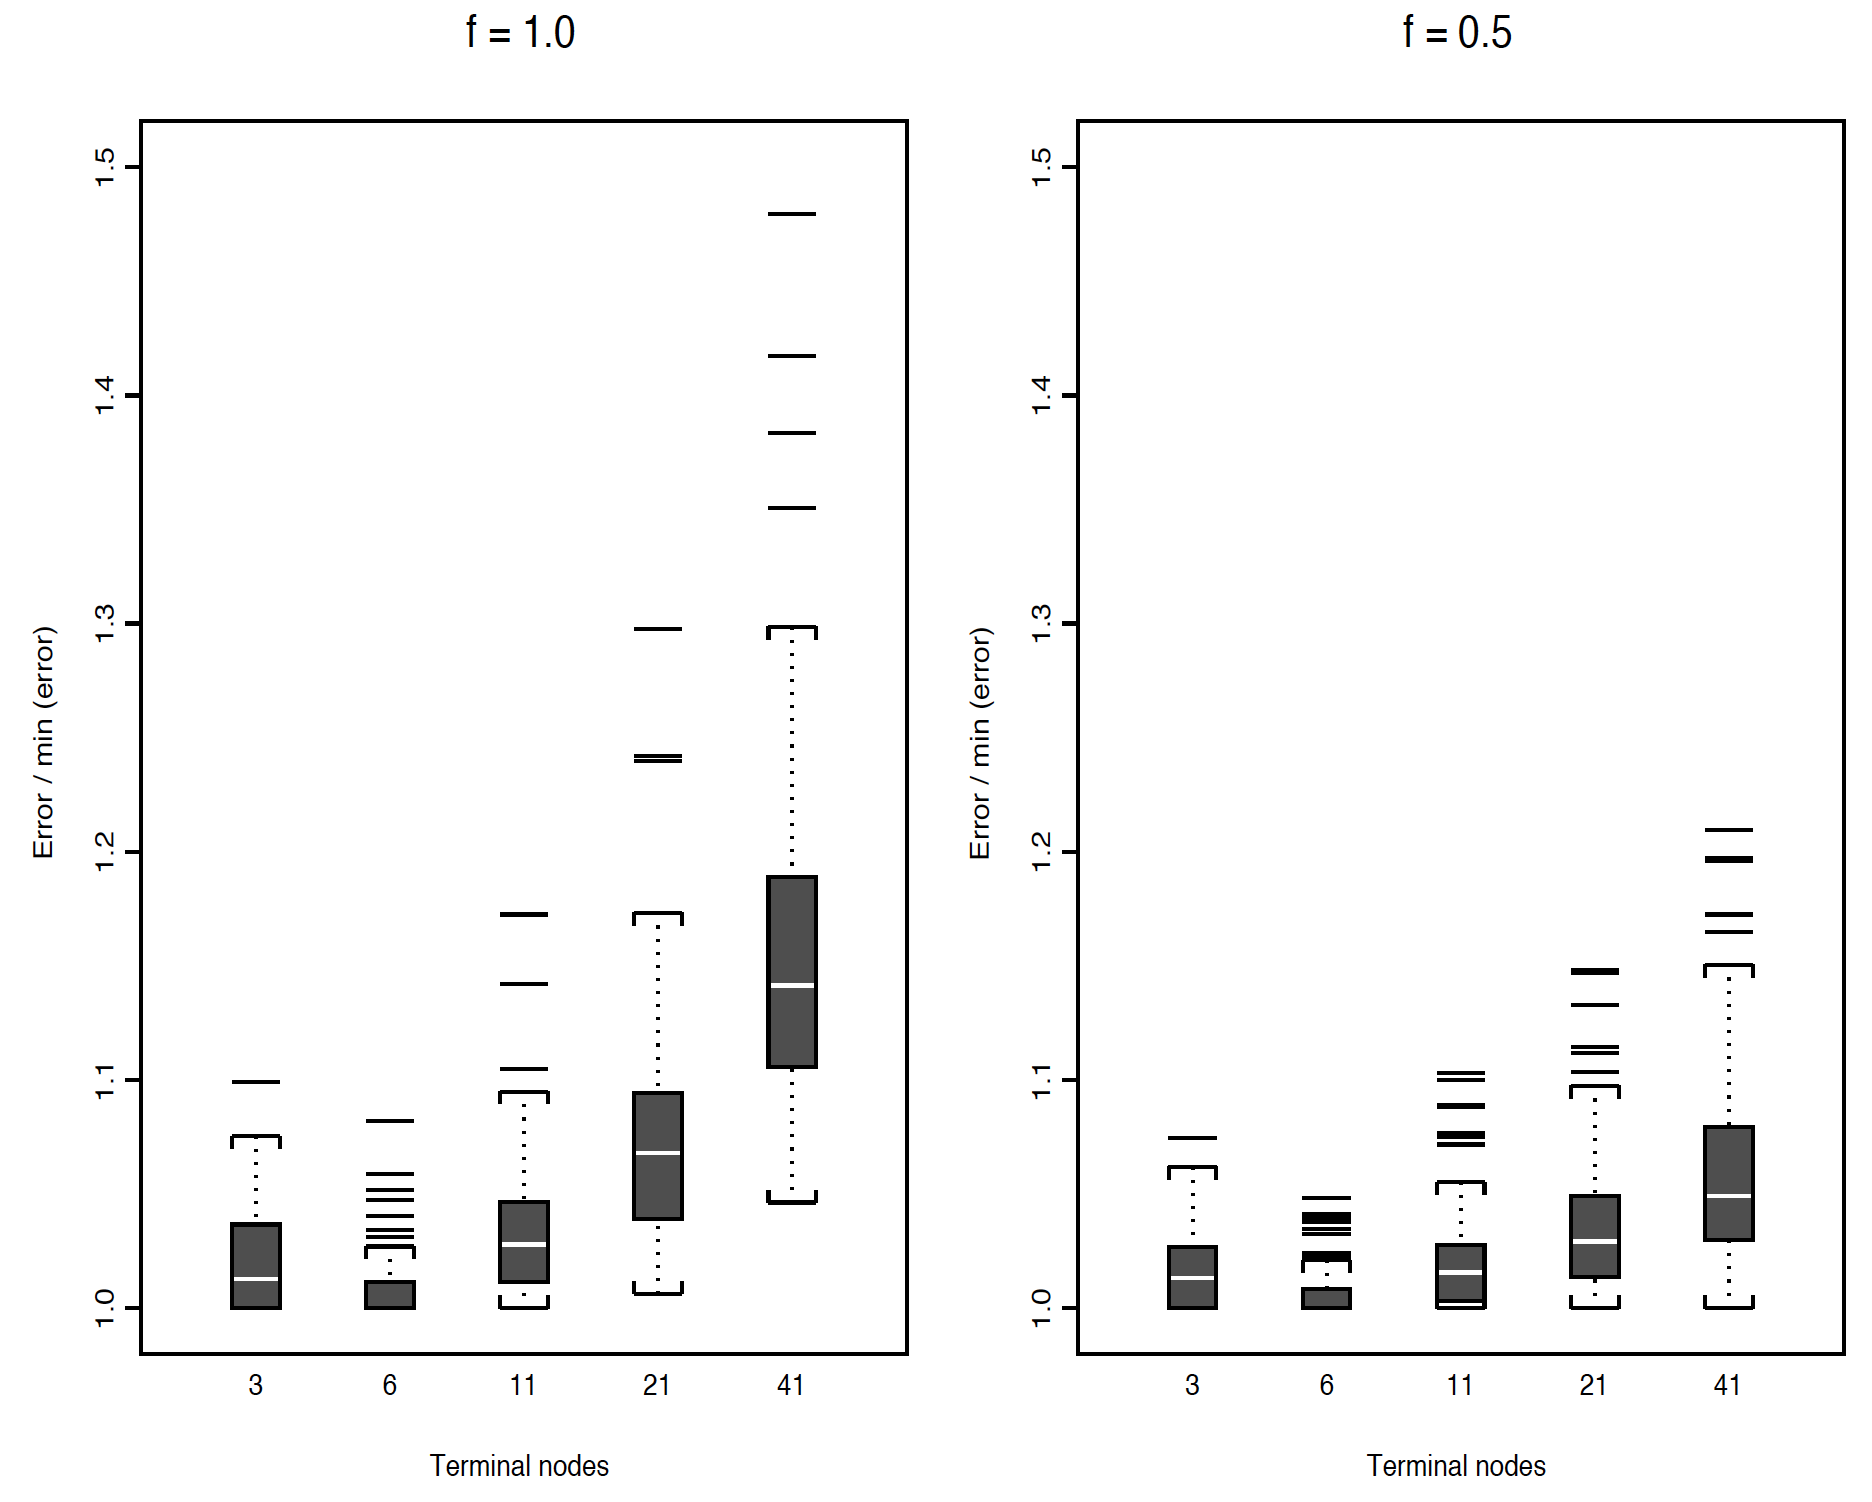 f = 1.0
Error / min (error)
1.5
1.4
1.3
1.2
1.1
1.0
3 6 11 21 41
Terminal nodes
f = 0.5
Error / min (error)
1.5
1.4
1.3
1.2
1.1
1.0
3 6 11 21 41
Terminal nodes